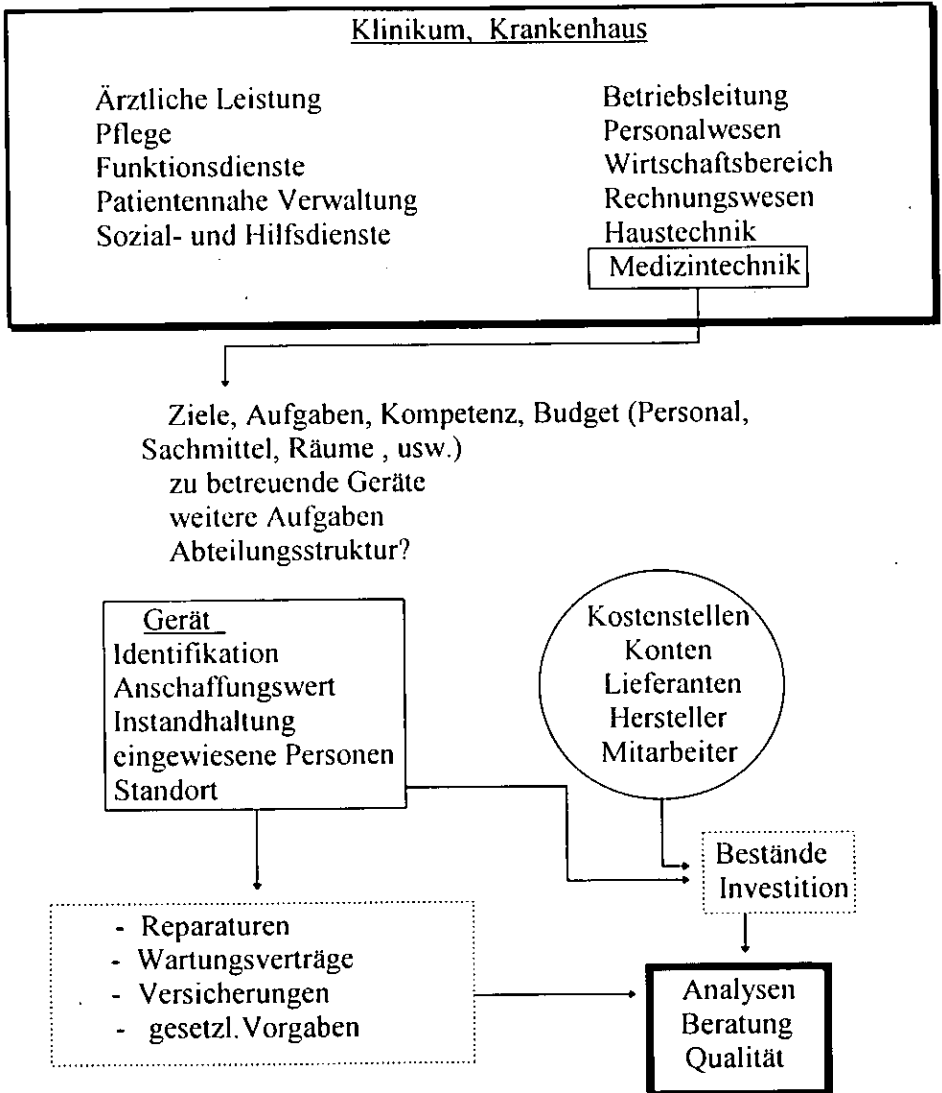 Klinikum, Krankenhaus
Ärztliche Leistung
Pflege
Funktionsdienste
Patientennahe Verwaltung
Sozial- und Hilfsdienste
Betriebsleitung
Personalwesen
Wirtschaftsbereich
Rechnungswesen
Haustechnik
Medizintechnik
Ziele, Aufgaben, Kompetenz, Budget (Personal,
Sachmittel, Räume , usw.)
zu betreuende Geräte
weitere Aufgaben
Abteilungsstruktur?
Gerät
Identifikation
Anschaffungswert
Instandhaltung
eingewiesene Personen
Standort
Kostenstellen
Konten
Lieferanten
Hersteller
Mitarbeiter
Bestände
Investition
- Reparaturen
- Wartungsverträge
- Versicherungen
- gesetzl.Vorgaben
Analysen
Beratung
Qualität